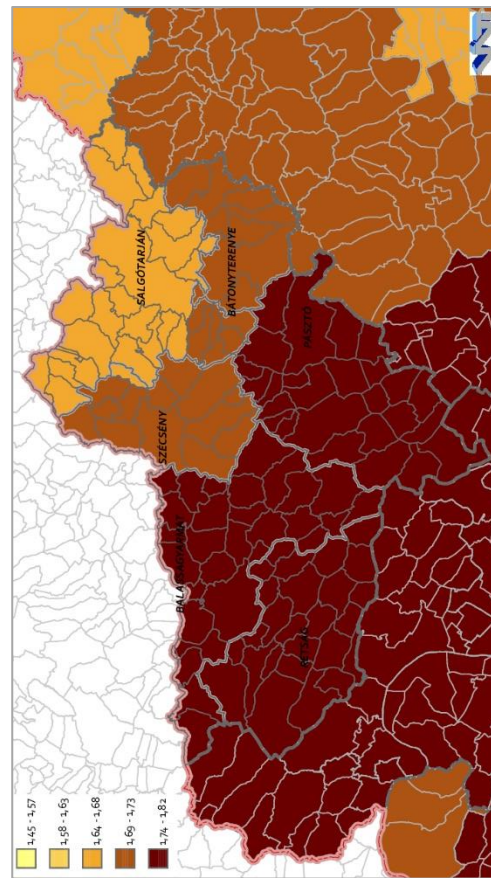 SALGÓTARJÁN
BÁTONYTERENYE
SZÉCSÉNY
PÁSZTÓ
BALASSAGYARMAT
RÉTSÁG
1,45 - 1,57
1,58 - 1,63
1,64 - 1,68
1,69 - 1,73
1,74 - 1,82